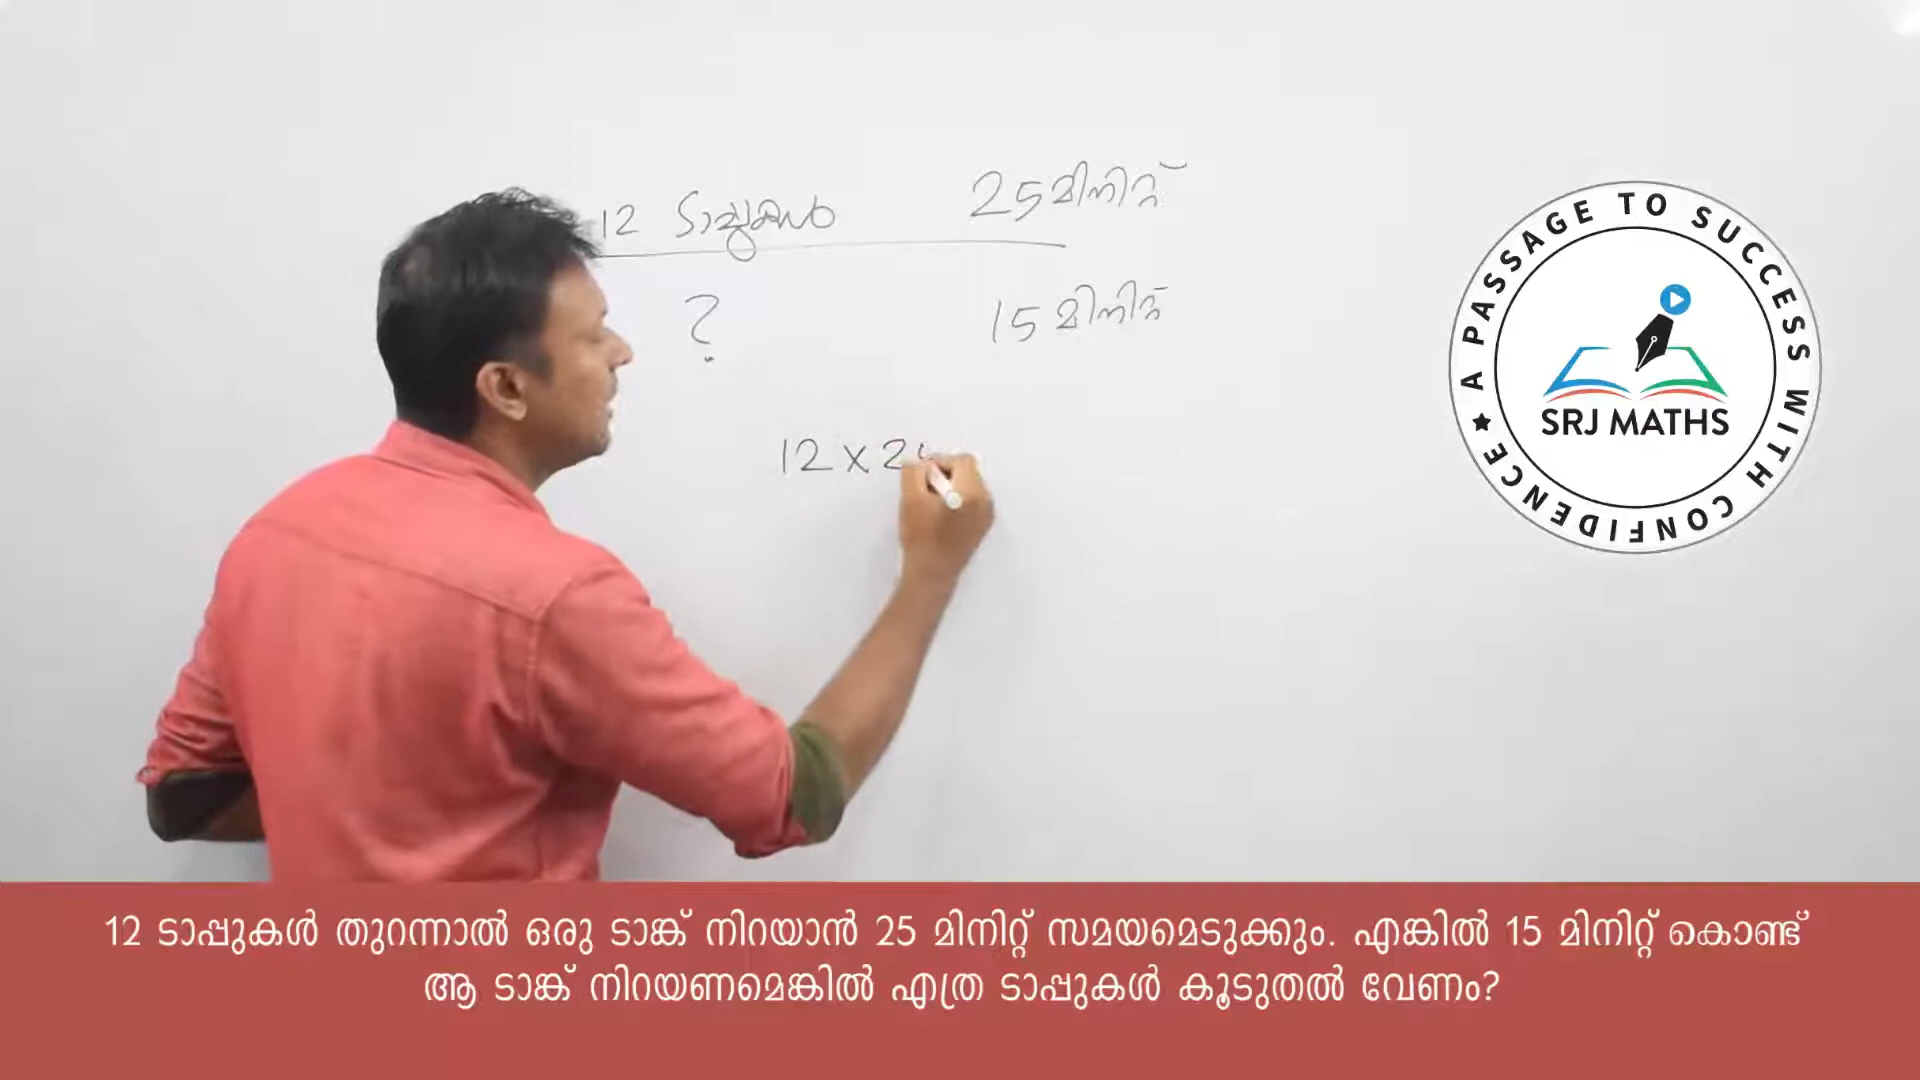 12 ടാപ്പുകൾ 25 മിനിറ്റ്
? 15 മിനിറ്റ്
12 x 2
A PASSAGE TO SUCCESS WITH CONFIDENCE
SRJ MATHS
12 ടാപ്പുകൾ തുറന്നാൽ ഒരു ടാങ്ക് നിറയാൻ 25 മിനിറ്റ് സമയമെടുക്കും. എങ്കിൽ 15 മിനിറ്റ് കൊണ്ട്
ആ ടാങ്ക് നിറയണമെങ്കിൽ എത്ര ടാപ്പുകൾ കൂടുതൽ വേണം?